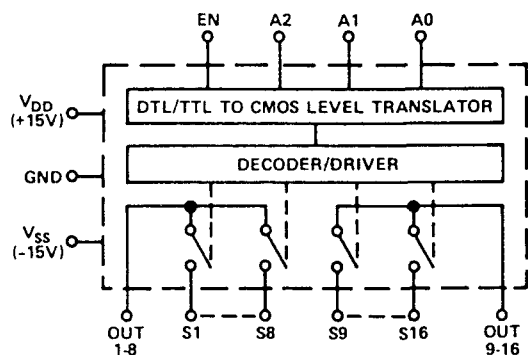 EN A2 A1 A0
VDD
(+15V)
DTL/TTL TO CMOS LEVEL TRANSLATOR
GND
DECODER/DRIVER
VSS
(-15V)
OUT
1-8
S1
S8
S9
S16
OUT
9-16